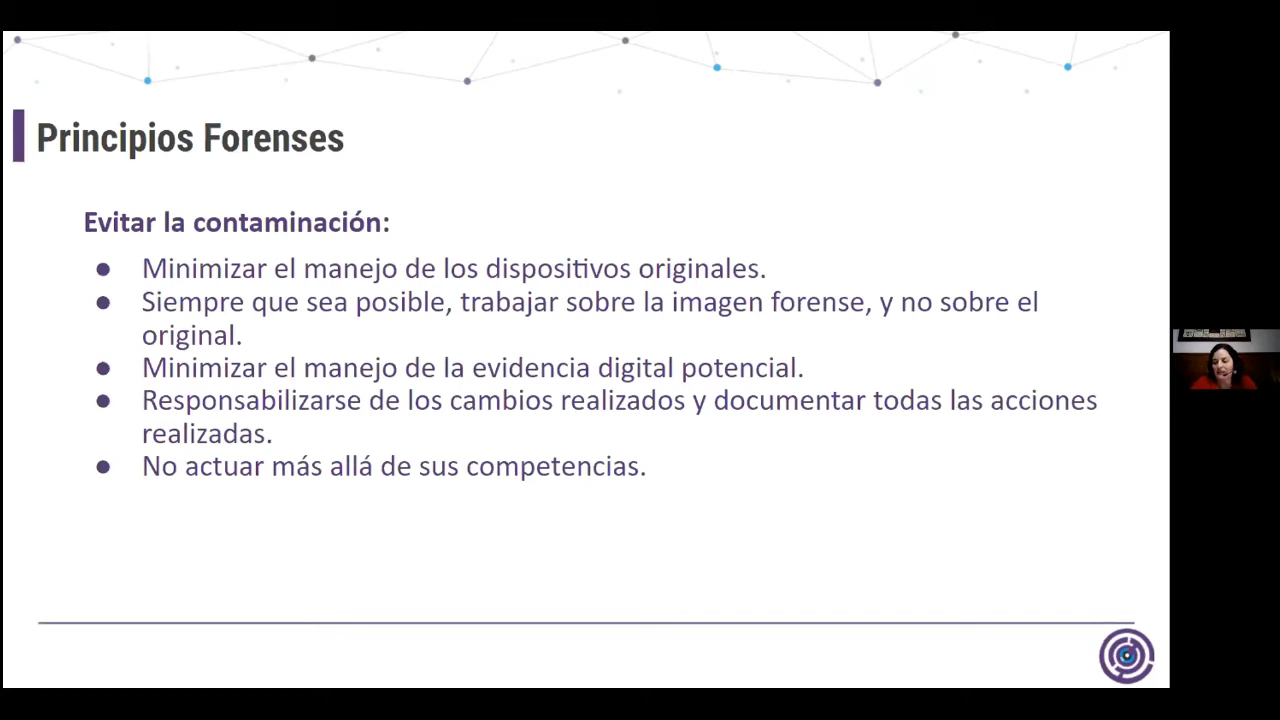 Principios Forenses
Evitar la contaminación:
● Minimizar el manejo de los dispositivos originales.
● Siempre que sea posible, trabajar sobre la imagen forense, y no sobre el
original.
● Minimizar el manejo de la evidencia digital potencial.
● Responsabilizarse de los cambios realizados y documentar todas las acciones
realizadas.
● No actuar más allá de sus competencias.